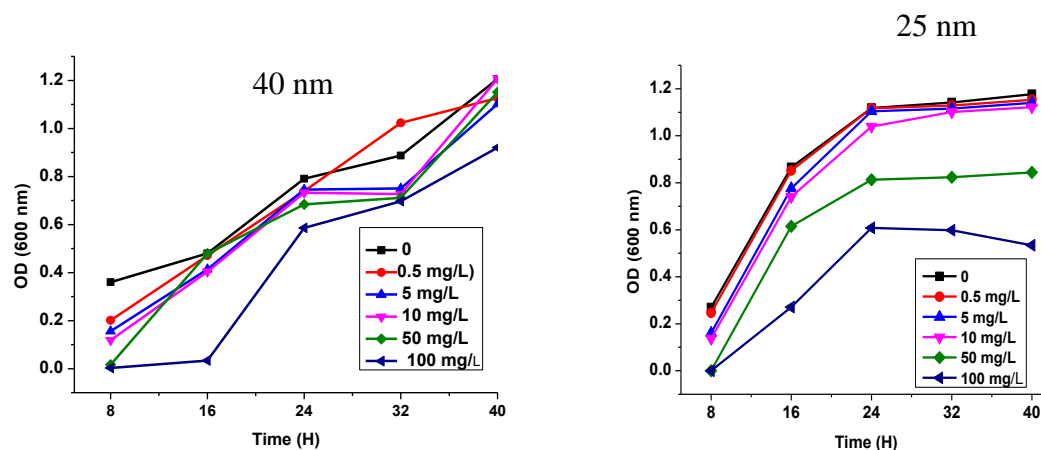 40 nm
1.2
1.0
0.8
0.6
0.4
0.2
0.0
OD (600 nm)
0
0.5 mg/L)
5 mg/L
10 mg/L
50 mg/L
100 mg/L
8
16
24
32
40
Time (H)
25 nm
1.2
1.0
0.8
0.6
0.4
0.2
0.0
OD (600 nm)
0
0.5 mg/L
5 mg/L
10 mg/L
50 mg/L
100 mg/L
8
16
24
32
40
Time (H)